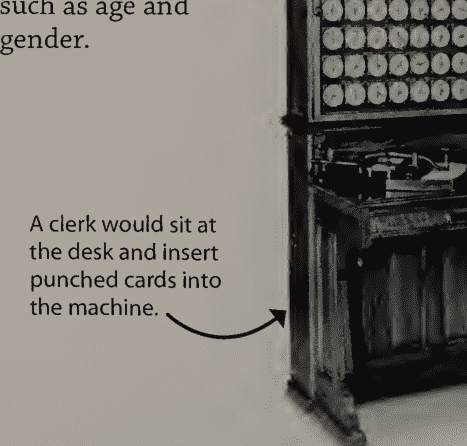 such as age and
gender.
A clerk would sit at
the desk and insert
punched cards into
the machine.